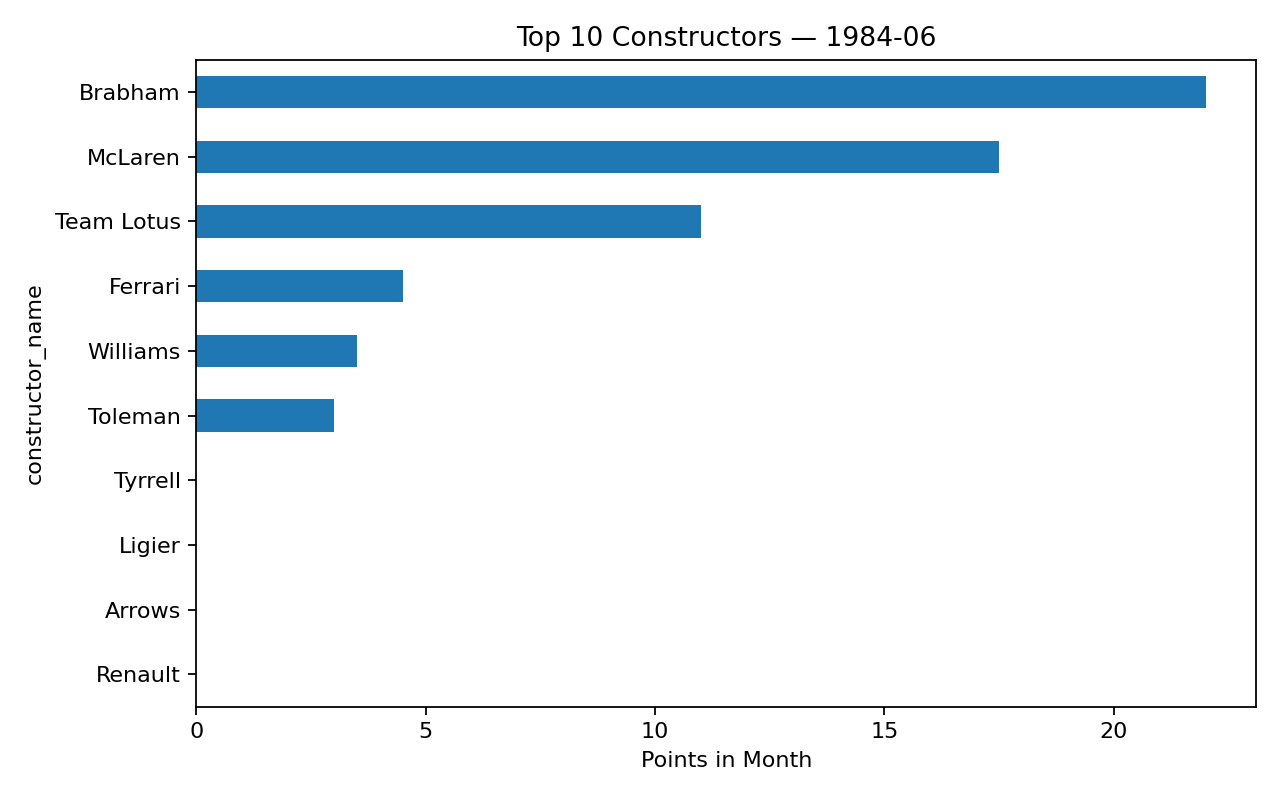 Top 10 Constructors — 1984-06
Brabham
McLaren
Team Lotus
Ferrari
Williams
Toleman
Tyrrell
Ligier
Arrows
Renault
constructor_name
0 5 10 15 20
Points in Month